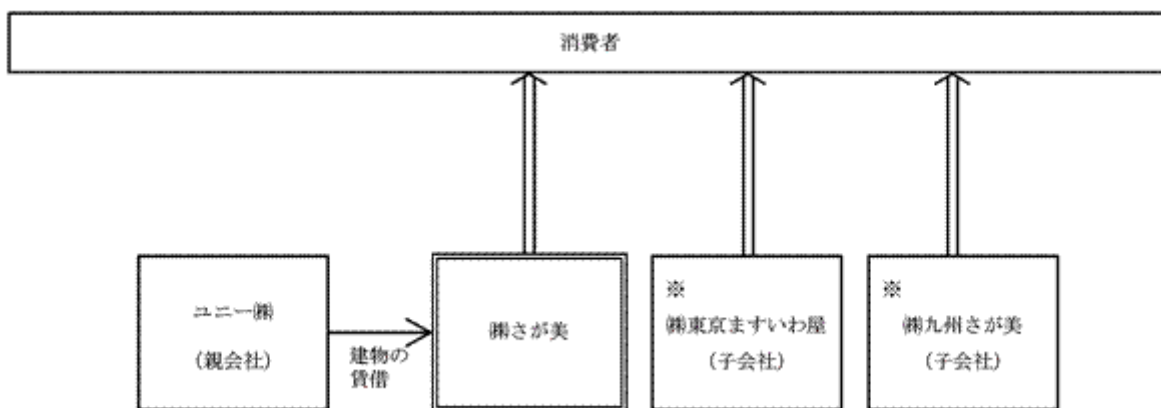 消費者
ユニー㈱
（親会社）
建物の
賃借
㈱さが美
※
㈱東京ますいわ屋
（子会社）
※
㈱九州さが美
（子会社）